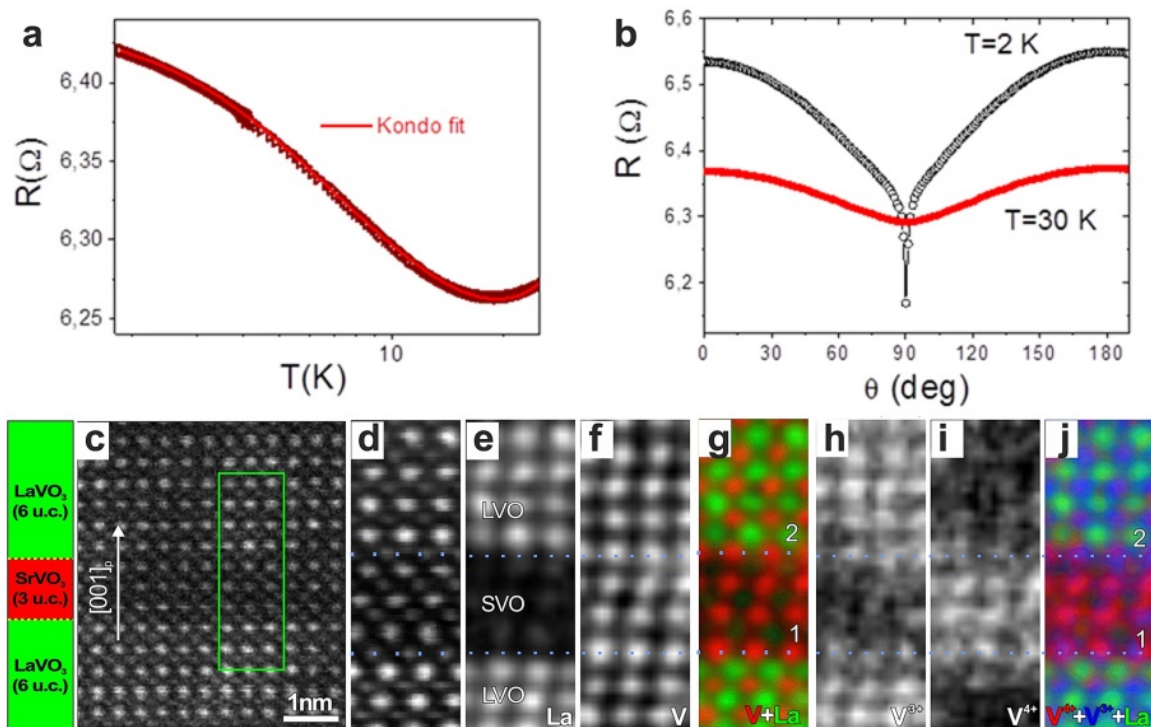 a
6,40
6,35
6,30
6,25
R(Ω)
Kondo fit
10
T(K)
b
6,6
6,5
6,4
6,3
6,2
R (Ω)
T=2 K
T=30 K
0
30
60
90
120
150
180
θ (deg)
LaVO₃
(6 u.c.)
SrVO₃
(3 u.c.)
LaVO₃
(6 u.c.)
c
[001]ₚ
1nm
d
e
LVO
SVO
LVO
La
f
V
g
2
1
V+La
h
V³⁺
i
V⁴⁺
j
2
1
V⁴⁺+V³⁺+La